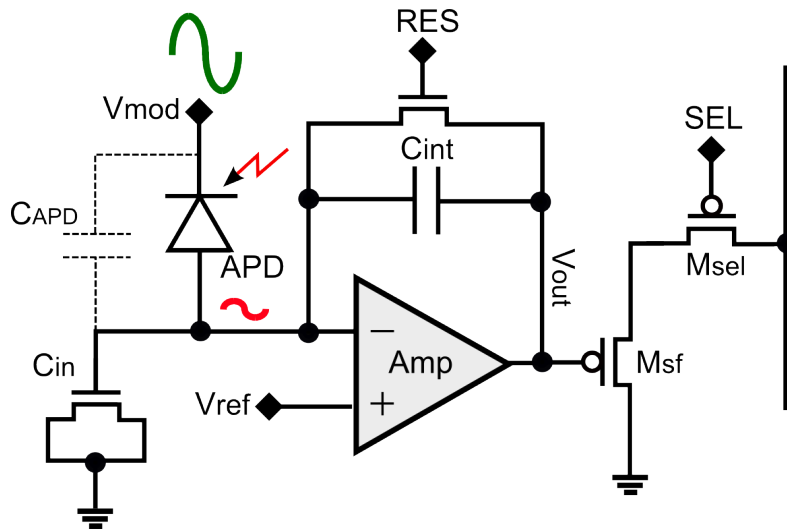 RES
Vmod
SEL
Cint
CAPD
APD
Msel
Vout
Cin
−
Amp
Msf
Vref
+